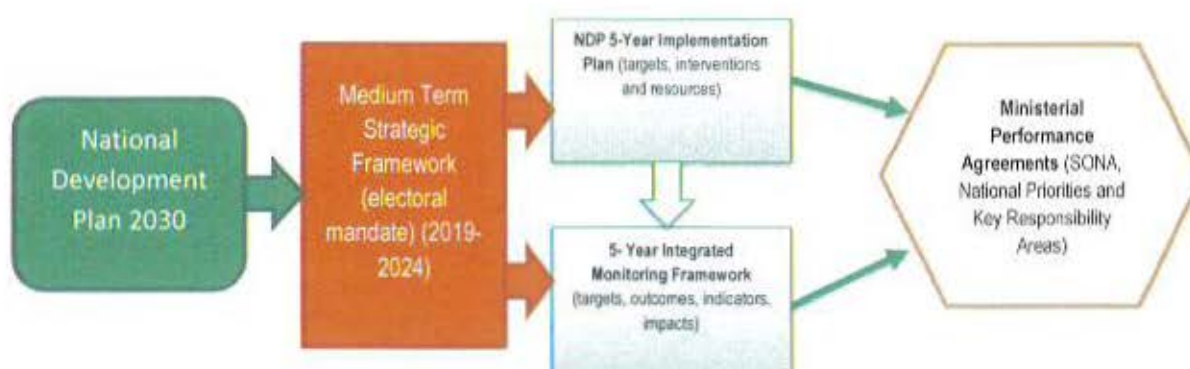 National
Development
Plan 2030
Medium Term
Strategic
Framework
(electoral
mandate) (2019-
2024)
NDP 5-Year Implementation
Plan (targets, interventions
and resources)
5- Year Integrated
Monitoring Framework
(targets, outcomes, indicators,
impacts)
Ministerial
Performance
Agreements (SONA,
National Priorities and
Key Responsibility
Areas)